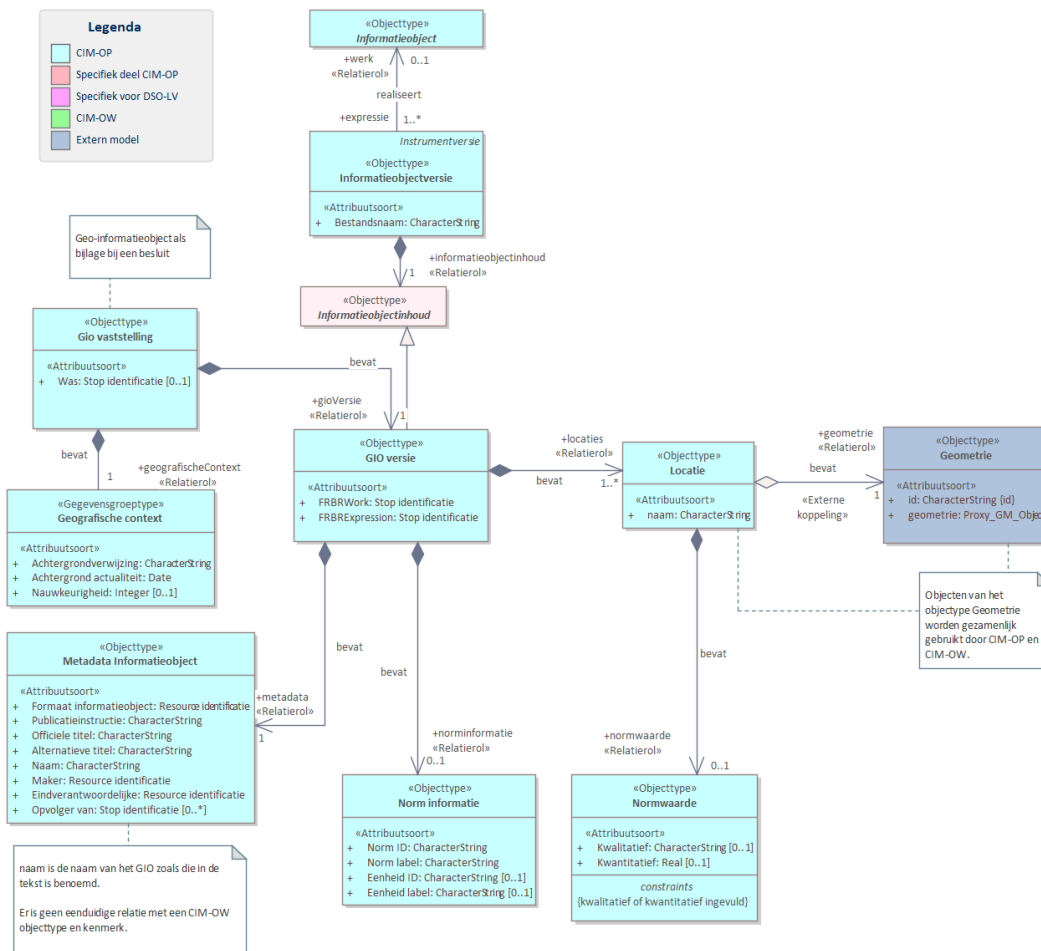 Legenda
CIM-OP
Specifiek deel CIM-OP
Specifiek voor DSO-LV
CIM-OW
Extern model
«Objecttype»
Informatieobject
+werk
«Relatierol»
0..1
realiseert
+expressie
1..*
Instrumentversie
«Objecttype»
Informatieobjectversie
«Attribuutsoort»
+ Bestandsnaam: CharacterString
+informatieobjectinhoud
«Relatierol»
1
«Objecttype»
Informatieobjectinhoud
Geo-informatieobject als
bijlage bij een besluit
«Objecttype»
Gio vaststelling
«Attribuutsoort»
+ Was: Stop identificatie [0..1]
bevat
+gioVersie
«Relatierol»
1
bevat
+geografischeContext
«Relatierol»
1
«Gegevensgroeptype»
Geografische context
«Attribuutsoort»
+ Achtergrondverwijzing: CharacterString
+ Achtergrond actualiteit: Date
+ Nauwkeurigheid: Integer [0..1]
«Objecttype»
GIO versie
«Attribuutsoort»
+ FRBRWork: Stop identificatie
+ FRBRExpression: Stop identificatie
+locaties
«Relatierol»
bevat
1..*
«Objecttype»
Locatie
«Attribuutsoort»
+ naam: CharacterString
+geometrie
«Relatierol»
bevat
1
«Externe
koppeling»
«Objecttype»
Geometrie
«Attribuutsoort»
+ id: CharacterString {id}
+ geometrie: Proxy_GM_Objec
Objecten van het
objectype Geometrie
worden gezamenlijk
gebruikt door CIM-OP en
CIM-OW.
bevat
+metadata
«Relatierol»
1
«Objecttype»
Metadata Informatieobject
«Attribuutsoort»
+ Formaat informatieobject: Resource identificatie
+ Publicatieinstructie: CharacterString
+ Officiele titel: CharacterString
+ Alternatieve titel: CharacterString
+ Naam: CharacterString
+ Maker: Resource identificatie
+ Eindverantwoordelijke: Resource identificatie
+ Opvolger van: Stop identificatie [0..*]
naam is de naam van het GIO zoals die in de
tekst is benoemd.
Er is geen eenduidige relatie met een CIM-OW
objecttype en kenmerk.
bevat
+norminformatie
«Relatierol»
0..1
«Objecttype»
Norm informatie
«Attribuutsoort»
+ Norm ID: CharacterString
+ Norm label: CharacterString
+ Eenheid ID: CharacterString [0..1]
+ Eenheid label: CharacterString [0..1]
bevat
+normwaarde
«Relatierol»
0..1
«Objecttype»
Normwaarde
«Attribuutsoort»
+ Kwalitatief: CharacterString [0..1]
+ Kwantitatief: Real [0..1]
constraints
{kwalitatief of kwantitatief ingevuld}